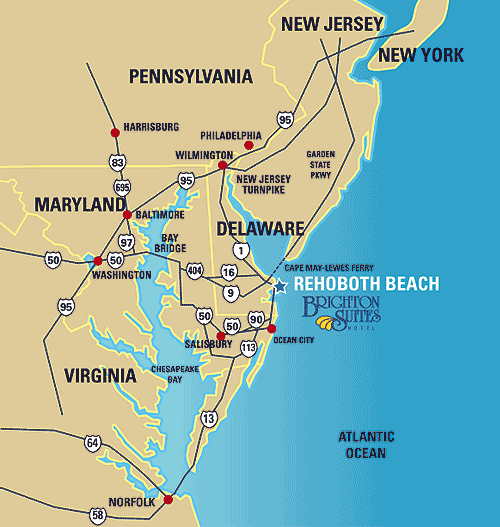 NEW JERSEY
NEW YORK
PENNSYLVANIA
95
HARRISBURG
PHILADELPHIA
83
WILMINGTON
GARDEN
STATE
PKWY
695
95
NEW JERSEY
TURNPIKE
MARYLAND
BALTIMORE
DELAWARE
97
BAY
BRIDGE
1
50
50
WASHINGTON
404
16
CAPE MAY-LEWES FERRY
9
REHOBOTH BEACH
BRIGHTON
SUITES
HOTEL
95
50
50
90
SALISBURY
OCEAN CITY
113
VIRGINIA
CHESAPEAKE
BAY
13
64
ATLANTIC
OCEAN
58
NORFOLK